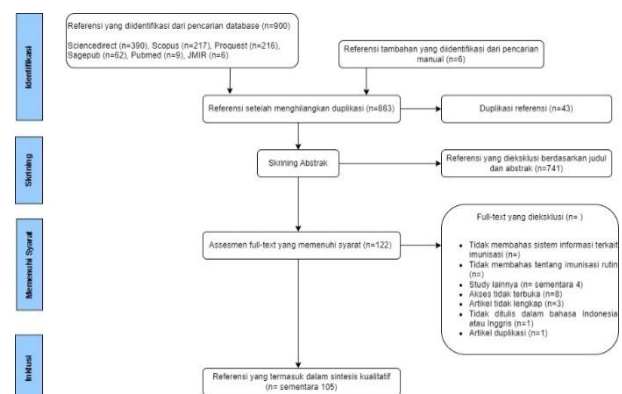 Identifikasi
Referensi yang diidentifikasi dari pencarian database (n=900)
Sciencedirect (n=390), Scopus (n=217), Proquest (n=216),
Sagepub (n=62), Pubmed (n=9), JMIR (n=6)
Referensi tambahan yang diidentifikasi dari pencarian
manual (n=6)
Referensi setelah menghilangkan duplikasi (n=863)
Duplikasi referensi (n=43)
Skrining
Skrining Abstrak
Referensi yang dieksklusi berdasarkan judul
dan abstrak (n=741)
Memenuhi Syarat
Assesmen full-text yang memenuhi syarat (n=122)
Full-text yang dieksklusi (n= )
• Tidak membahas sistem informasi terkait
imunisasi (n=)
• Tidak membahas tentang imunisasi rutin
(n=)
• Study lainnya (n= sementara 4)
• Akses tidak terbuka (n=8)
• Artikel tidak lengkap (n=3)
• Tidak ditulis dalam bahasa Indonesia
atau Inggris (n=1)
• Artikel duplikasi (n=1)
Inklusi
Referensi yang termasuk dalam sintesis kualitatif
(n= sementara 105)